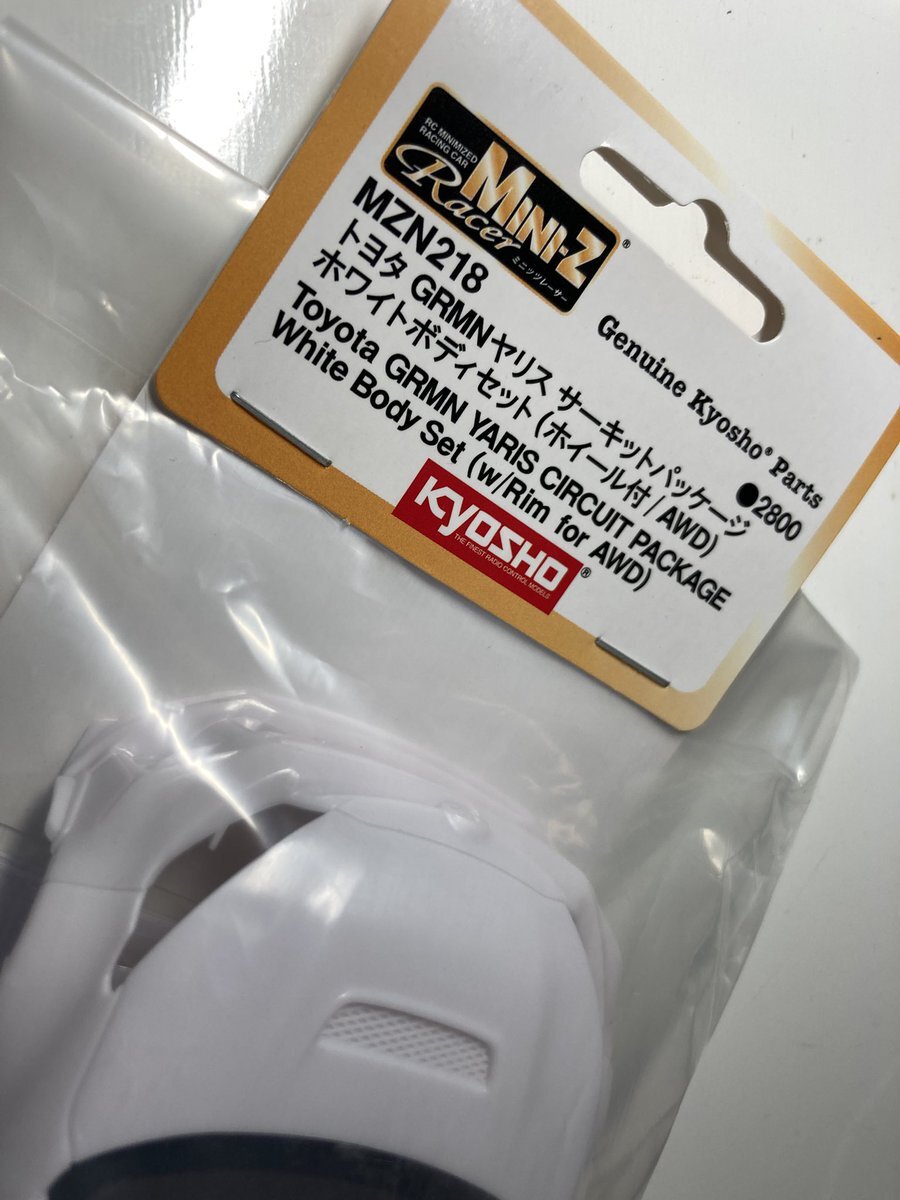 RC MINIMIZED
RACING CAR
MINI-Z
Racer
ミニッツレーサー
®
Genuine Kyosho® Parts
MZN218
●2800
トヨタ GRMNヤリス サーキットパッケージ
ホワイトボディセット(ホイール付/AWD)
Toyota GRMN YARIS CIRCUIT PACKAGE
White Body Set (w/Rim for AWD)
KYOSHO®
THE FINEST RADIO CONTROL MODELS